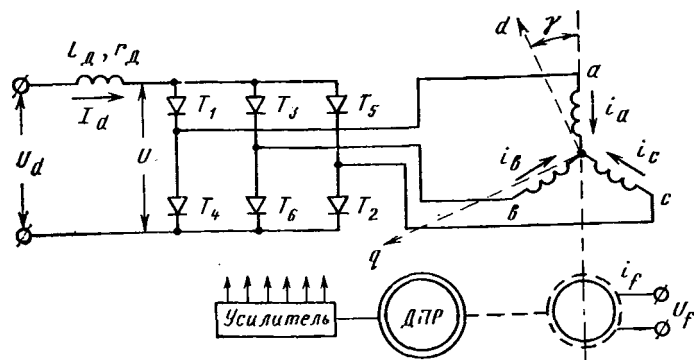 d γ
L_д, r_д
a
T_1 T_3 T_5
I_d
i_a
U_d U
i_в i_c
T_4 T_6 T_2
в c
q
Усилитель ДПР
i_f
U_f